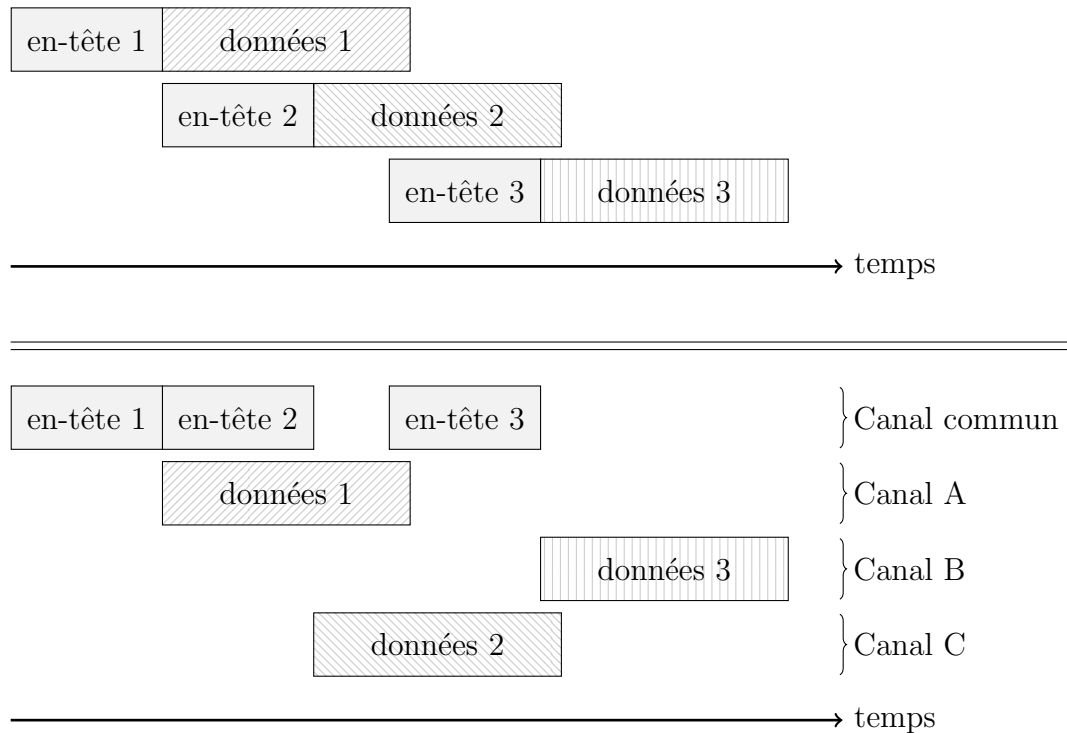 en-tête 1 données 1
en-tête 2 données 2
en-tête 3 données 3
temps
en-tête 1 en-tête 2 en-tête 3 Canal commun
données 1 Canal A
données 3 Canal B
données 2 Canal C
temps